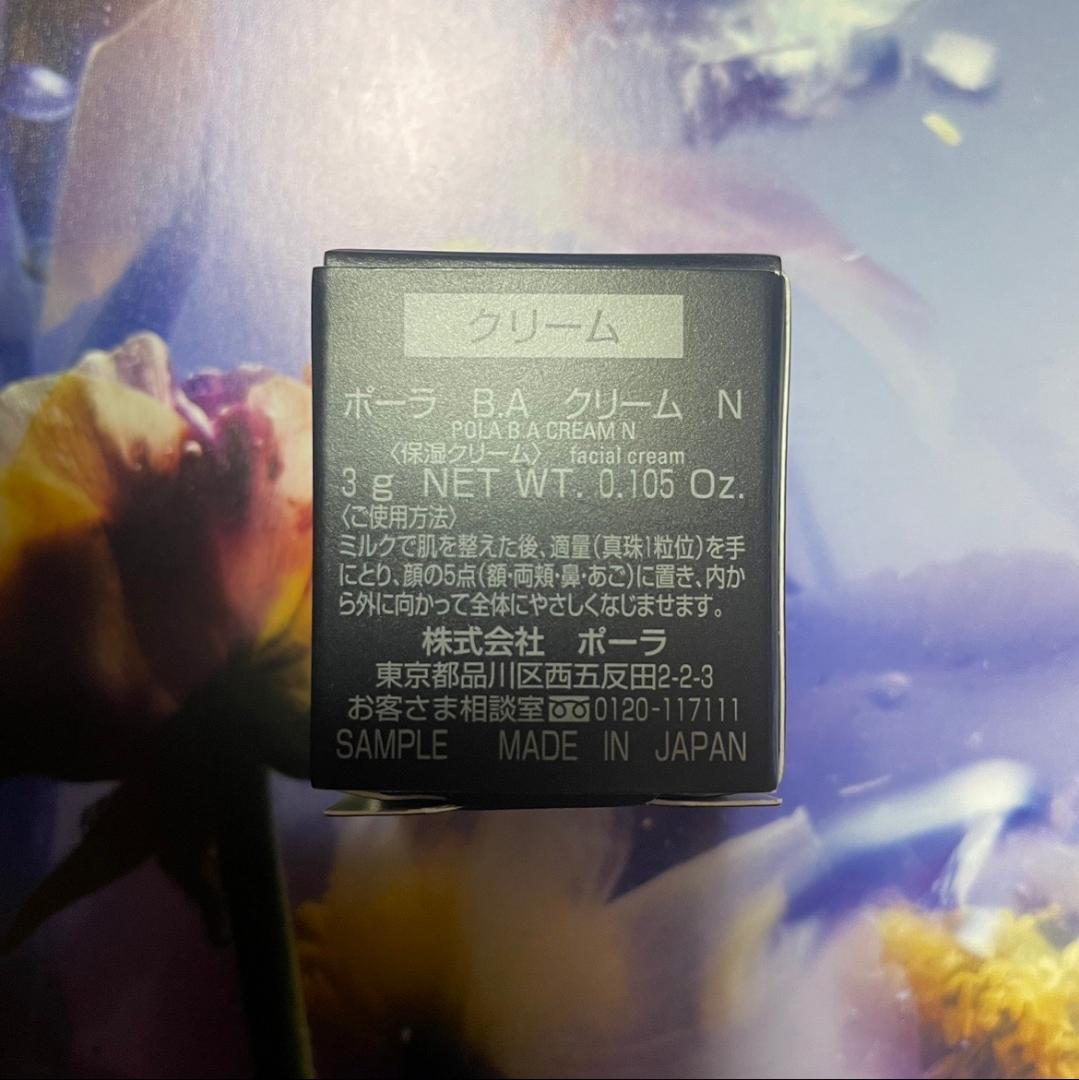 クリーム
ポーラ B.A クリーム N
POLA B.A CREAM N
〈保湿クリーム〉 facial cream
3 g NET WT. 0.105 Oz.
〈ご使用方法〉
ミルクで肌を整えた後、適量(真珠1粒位)を手
にとり、顔の5点(額・両頬・鼻・あご)に置き、内か
ら外に向かって全体にやさしくなじませます。
株式会社 ポーラ
東京都品川区西五反田2-2-3
お客さま相談室 0120-117111
SAMPLE MADE IN JAPAN